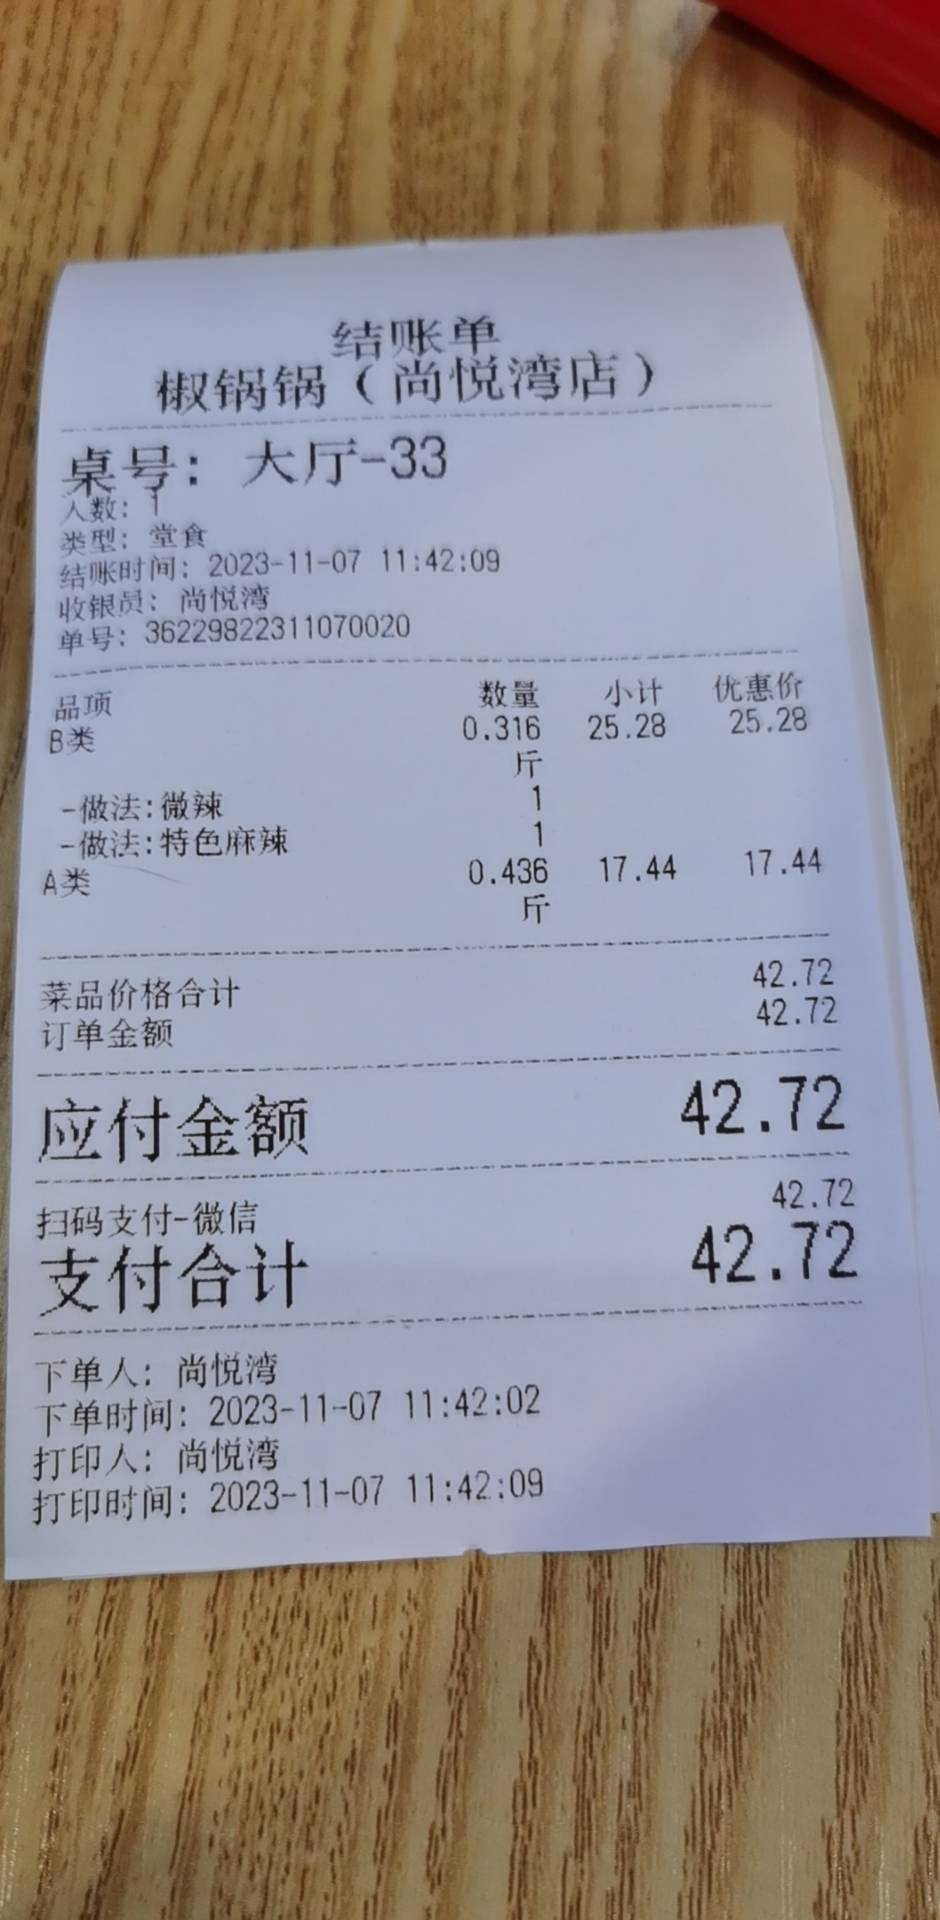 结账单
椒锅锅（尚悦湾店）
桌号： 大厅-33
人数： 1
类型： 堂食
结账时间： 2023-11-07 11:42:09
收银员： 尚悦湾
单号： 36229822311070020
品项 数量 小计 优惠价
B类 0.316 25.28 25.28
斤
-做法:微辣 1
-做法:特色麻辣 1
A类 0.436 17.44 17.44
斤
菜品价格合计 42.72
订单金额 42.72
应付金额 42.72
扫码支付-微信 42.72
支付合计 42.72
下单人： 尚悦湾
下单时间： 2023-11-07 11:42:02
打印人： 尚悦湾
打印时间： 2023-11-07 11:42:09